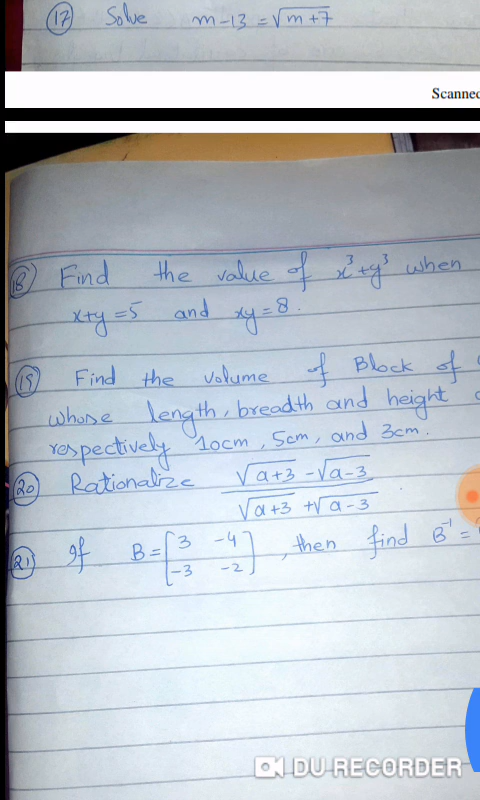 17 Solve m-13 = √m+7
Scanned
18 Find the value of x³+y³ when
x+y=5 and xy=8.
19 Find the volume of Block of
whose length, breadth and height
respectively 10cm, 5cm, and 3cm.
20 Rationalize √a+3 - √a-3
√a+3 + √a-3
21 If B = [3 -4
-3 -2], then find B⁻¹ =
DU RECORDER